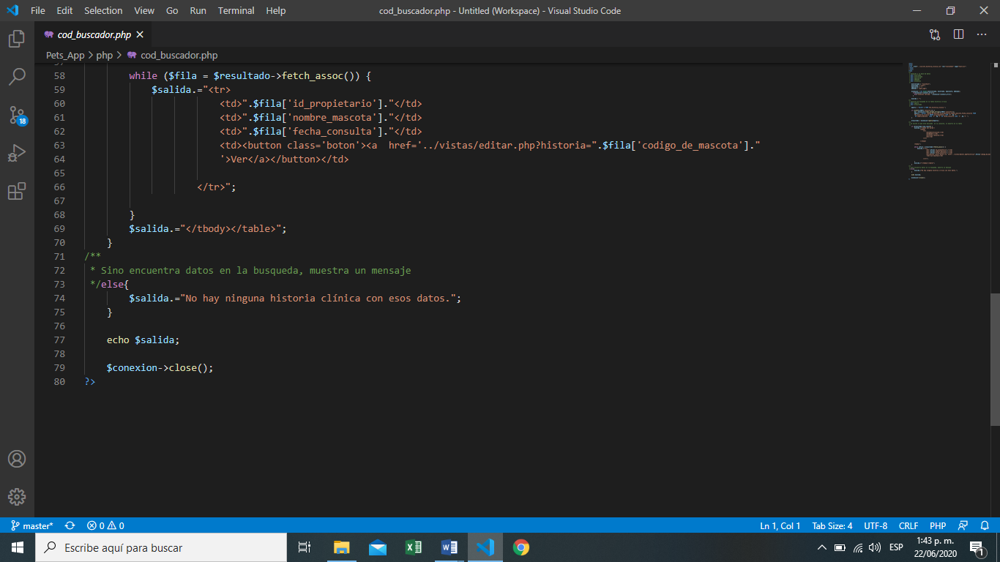 File Edit Selection View Go Run Terminal Help cod_buscador.php - Untitled (Workspace) - Visual Studio Code
cod_buscador.php
Pets_App > php > cod_buscador.php
58 while ($fila = $resultado->fetch_assoc()) {
59 $salida.="<tr>
60 <td>".$fila['id_propietario']."</td>
61 <td>".$fila['nombre_mascota']."</td>
62 <td>".$fila['fecha_consulta']."</td>
63 <td><button class='boton'><a  href='../vistas/editar.php?historia=".$fila['codigo_de_mascota']."
64 '>Ver</a></button></td>
65
66 </tr>";
67
68 }
69 $salida.="</tbody></table>";
70 }
71 /**
72 * Sino encuentra datos en la busqueda, muestra un mensaje
73 */else{
74 $salida.="No hay ninguna historia clínica con esos datos.";
75 }
76
77 echo $salida;
78
79 $conexion->close();
80 ?>
18
master* 0 0 Ln 1, Col 1 Tab Size: 4 UTF-8 CRLF PHP
Escribe aquí para buscar
ESP 1:43 p. m.
22/06/2020
1